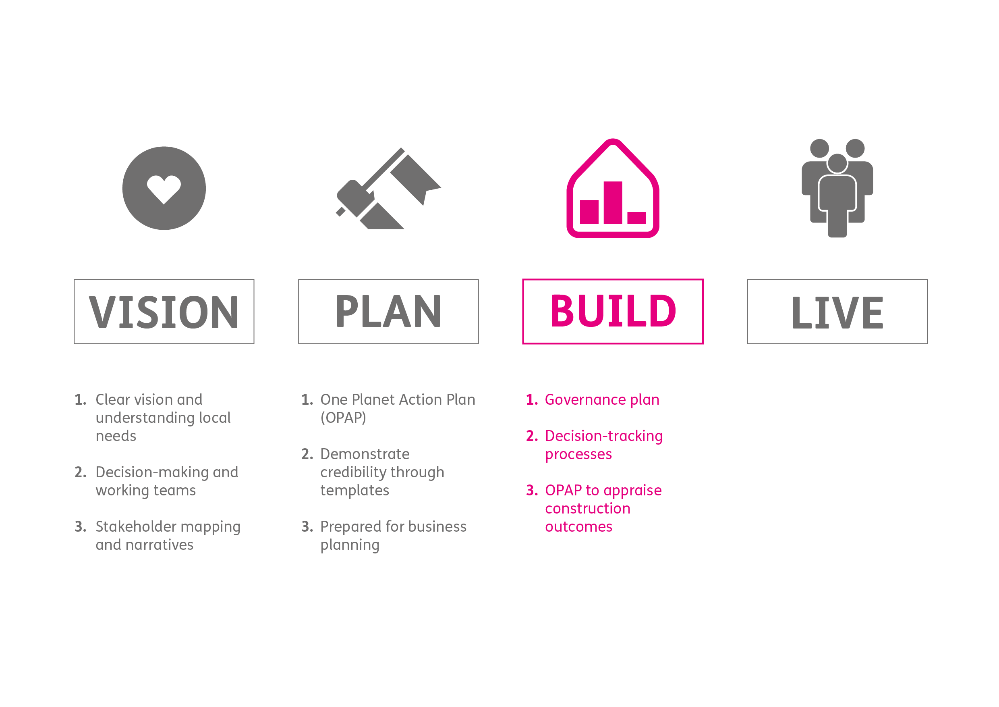 VISION
PLAN
BUILD
LIVE
1. Clear vision and
understanding local
needs
2. Decision-making and
working teams
3. Stakeholder mapping
and narratives
1. One Planet Action Plan
(OPAP)
2. Demonstrate
credibility through
templates
3. Prepared for business
planning
1. Governance plan
2. Decision-tracking
processes
3. OPAP to appraise
construction
outcomes